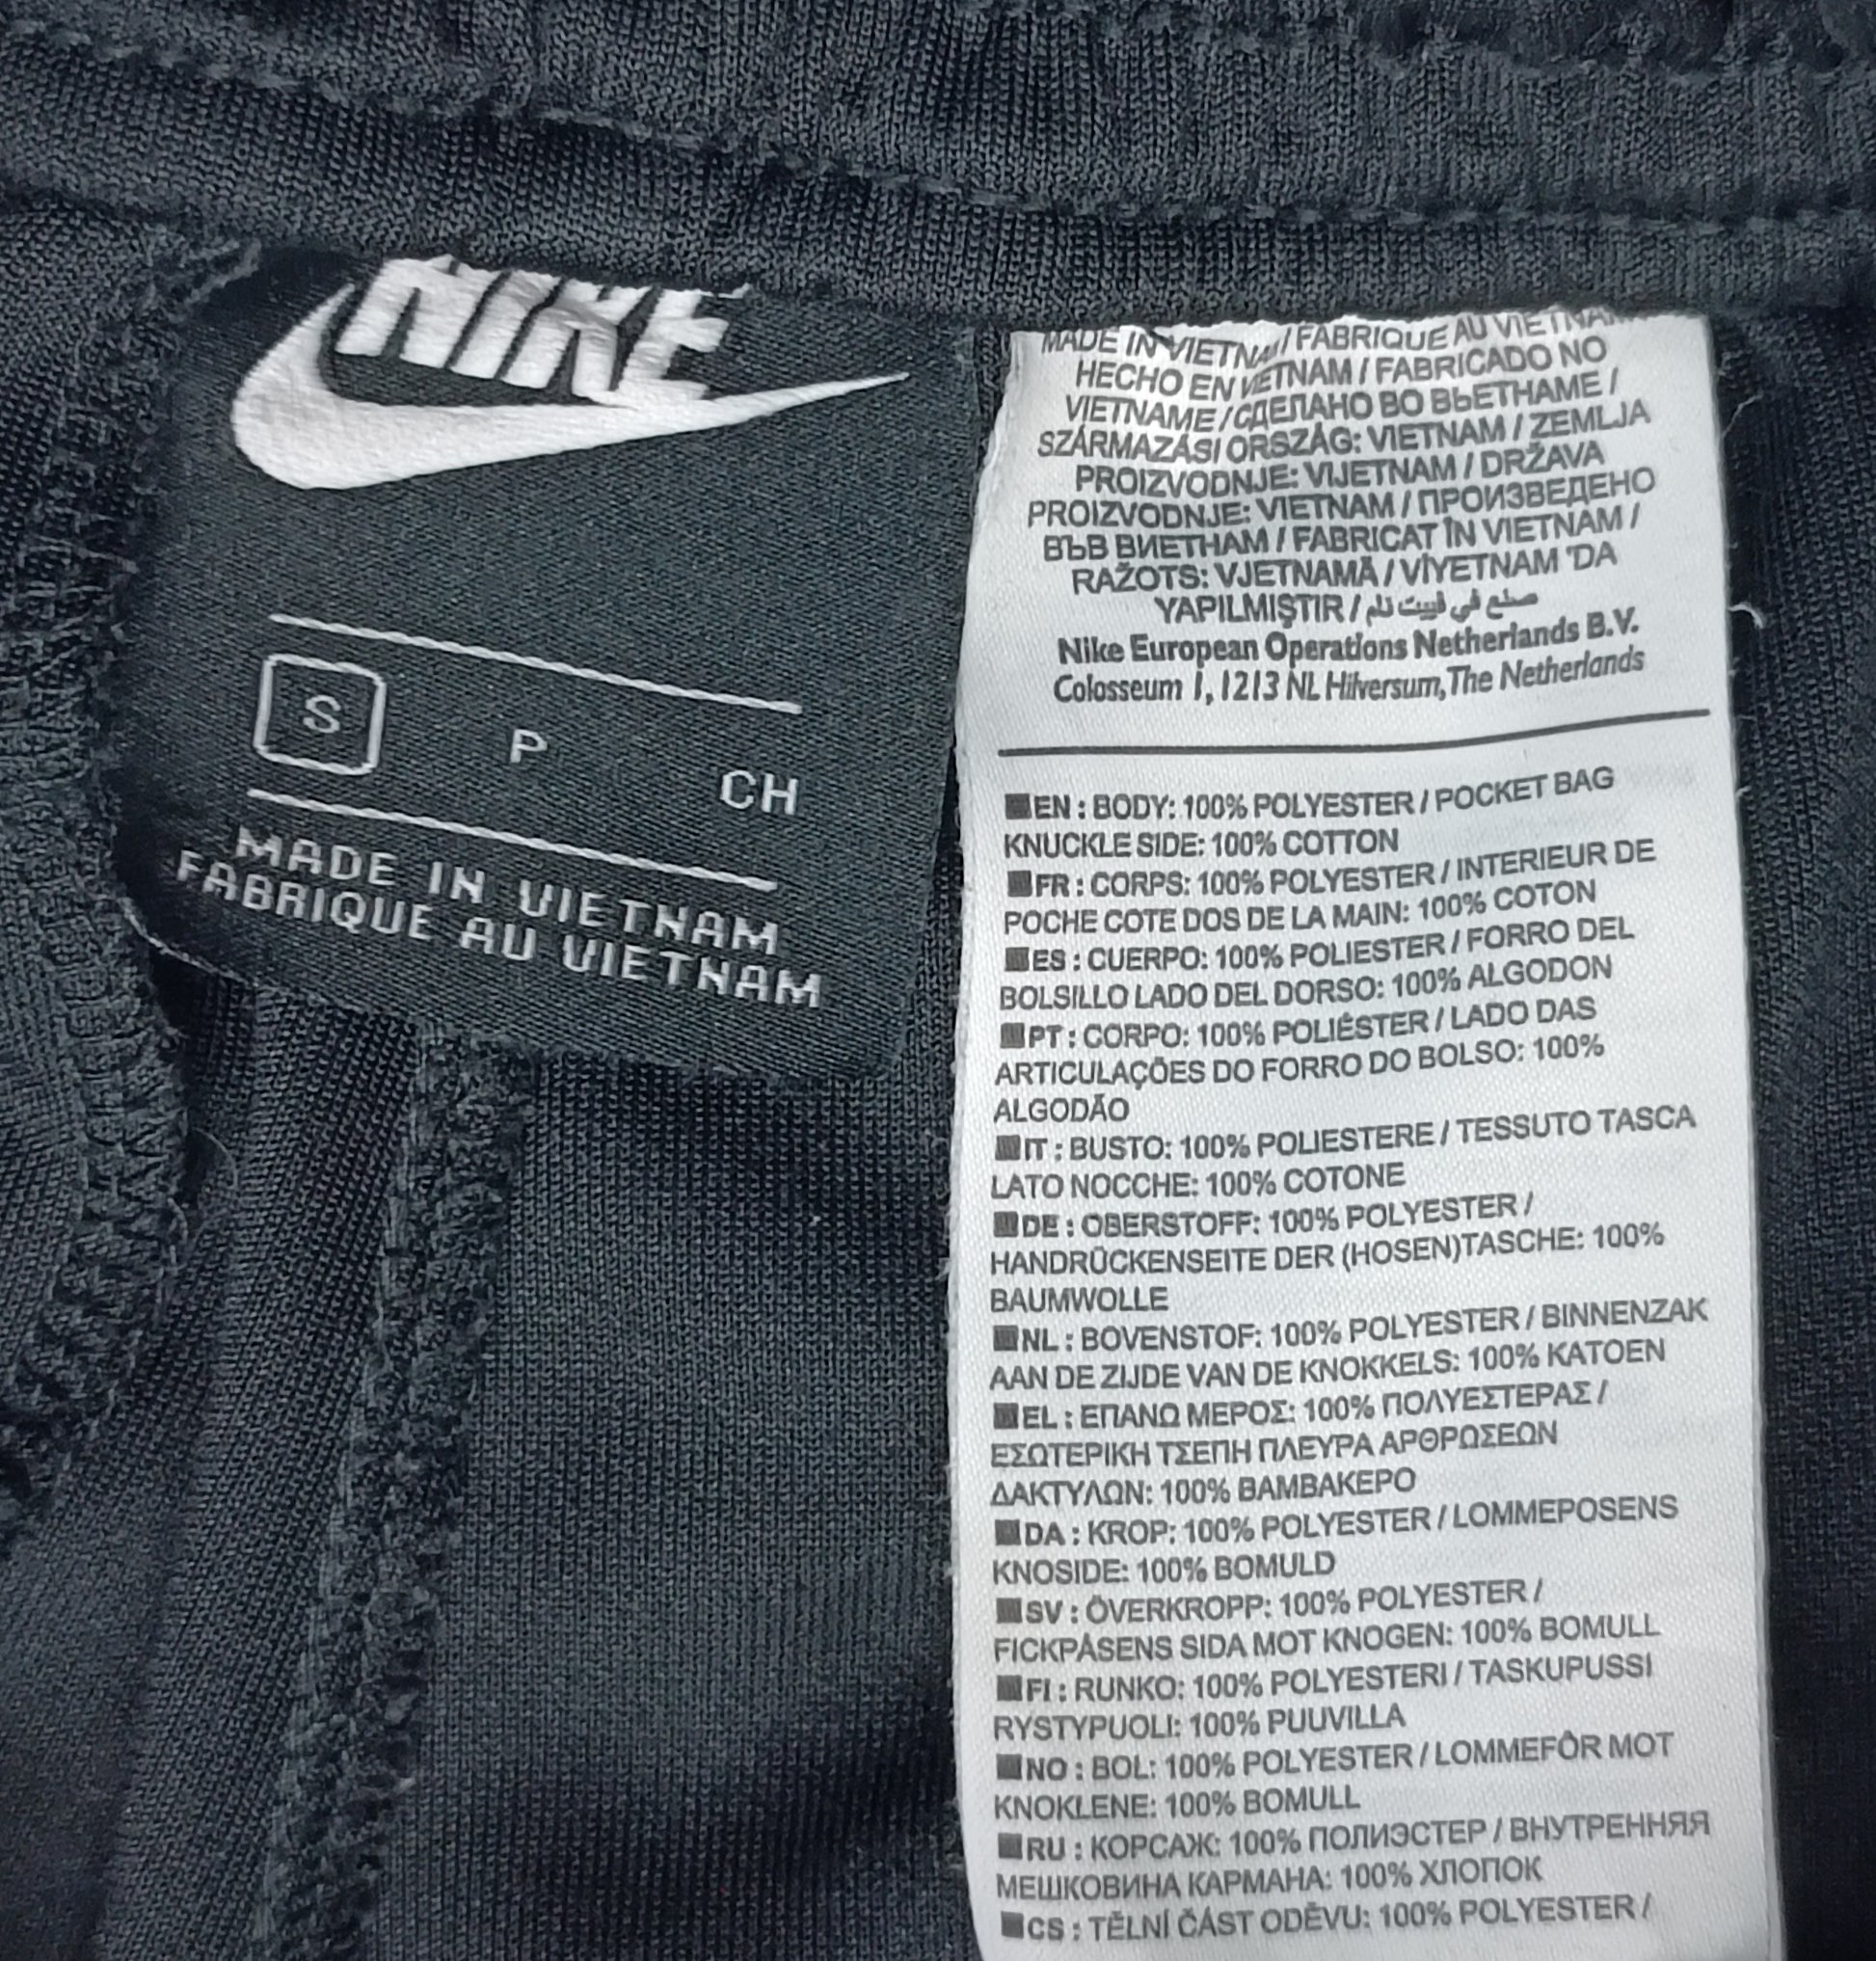 NIKE
S P CH
MADE IN VIETNAM
FABRIQUE AU VIETNAM
MADE IN VIETNAM / FABRIQUE AU VIETNAM
HECHO EN VIETNAM / FABRICADO NO
VIETNAME / СДЕЛАНО ВО ВЬЕТНАМЕ /
SZÁRMAZÁSI ORSZÁG: VIETNAM / ZEMLJA
PROIZVODNJE: VIJETNAM / DRŽAVA
PROIZVODNJE: VIETNAM / ПРОИЗВЕДЕНО
ВЪВ ВИЕТНАМ / FABRICAT ÎN VIETNAM /
RAŽOTS: VJETNAMĀ / VİYETNAM 'DA
YAPILMIŞTIR / صنع في فييت نام
Nike European Operations Netherlands B.V.
Colosseum 1, 1213 NL Hilversum, The Netherlands
■EN : BODY: 100% POLYESTER / POCKET BAG
KNUCKLE SIDE: 100% COTTON
■FR : CORPS: 100% POLYESTER / INTERIEUR DE
POCHE COTE DOS DE LA MAIN: 100% COTON
■ES : CUERPO: 100% POLIESTER / FORRO DEL
BOLSILLO LADO DEL DORSO: 100% ALGODON
■PT : CORPO: 100% POLIÉSTER / LADO DAS
ARTICULAÇÕES DO FORRO DO BOLSO: 100%
ALGODÃO
■IT : BUSTO: 100% POLIESTERE / TESSUTO TASCA
LATO NOCCHE: 100% COTONE
■DE : OBERSTOFF: 100% POLYESTER /
HANDRÜCKENSEITE DER (HOSEN)TASCHE: 100%
BAUMWOLLE
■NL : BOVENSTOF: 100% POLYESTER / BINNENZAK
AAN DE ZIJDE VAN DE KNOKKELS: 100% KATOEN
■EL : ΕΠΑΝΩ ΜΕΡΟΣ: 100% ΠΟΛΥΕΣΤΕΡΑΣ /
ΕΣΩΤΕΡΙΚΗ ΤΣΕΠΗ ΠΛΕΥΡΑ ΑΡΘΡΩΣΕΩΝ
ΔΑΚΤΥΛΩΝ: 100% ΒΑΜΒΑΚΕΡΟ
■DA : KROP: 100% POLYESTER / LOMMEPOSENS
KNOSIDE: 100% BOMULD
■SV : ÖVERKROPP: 100% POLYESTER /
FICKPÅSENS SIDA MOT KNOGEN: 100% BOMULL
■FI : RUNKO: 100% POLYESTERI / TASKUPUSSI
RYSTYPUOLI: 100% PUUVILLA
■NO : BOL: 100% POLYESTER / LOMMEFÔR MOT
KNOKLENE: 100% BOMULL
■RU : КОРСАЖ: 100% ПОЛИЭСТЕР / ВНУТРЕННЯЯ
МЕШКОВИНА КАРМАНА: 100% ХЛОПОК
■CS : TĚLNÍ ČÁST ODĚVU: 100% POLYESTER /